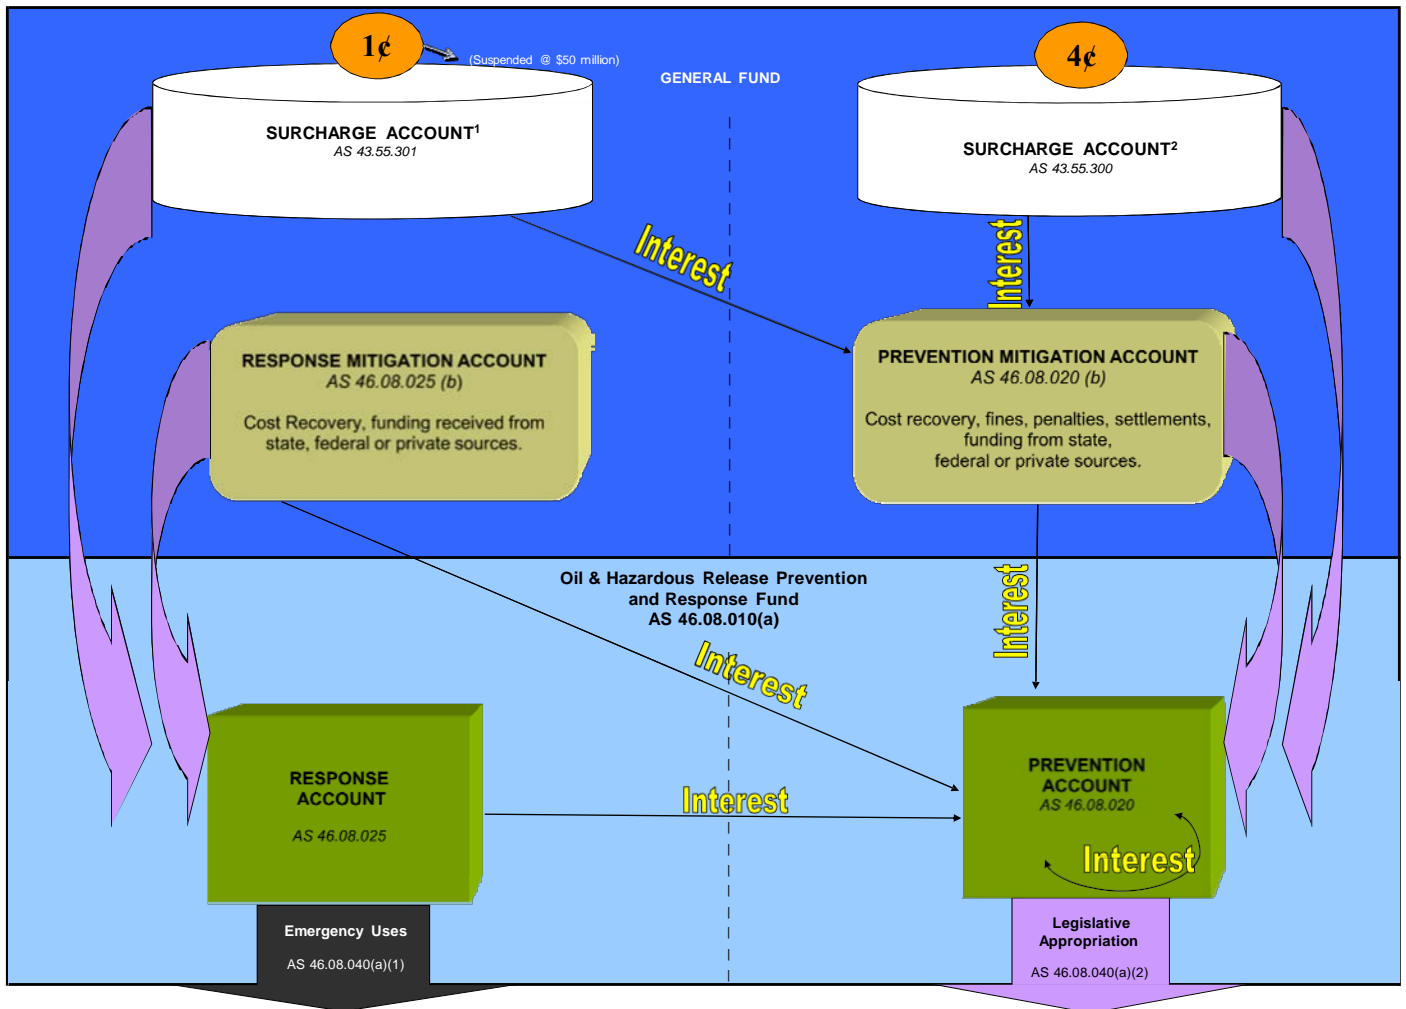 1¢
(Suspended @ $50 million)
GENERAL FUND
4¢
SURCHARGE ACCOUNT1
AS 43.55.301
SURCHARGE ACCOUNT2
AS 43.55.300
Interest
Interest
RESPONSE MITIGATION ACCOUNT
AS 46.08.025 (b)
Cost Recovery, funding received from
state, federal or private sources.
PREVENTION MITIGATION ACCOUNT
AS 46.08.020 (b)
Cost recovery, fines, penalties, settlements,
funding from state,
federal or private sources.
Oil & Hazardous Release Prevention
and Response Fund
AS 46.08.010(a)
Interest
Interest
RESPONSE
ACCOUNT
AS 46.08.025
Interest
PREVENTION
ACCOUNT
AS 46.08.020
Interest
Emergency Uses
AS 46.08.040(a)(1)
Legislative
Appropriation
AS 46.08.040(a)(2)